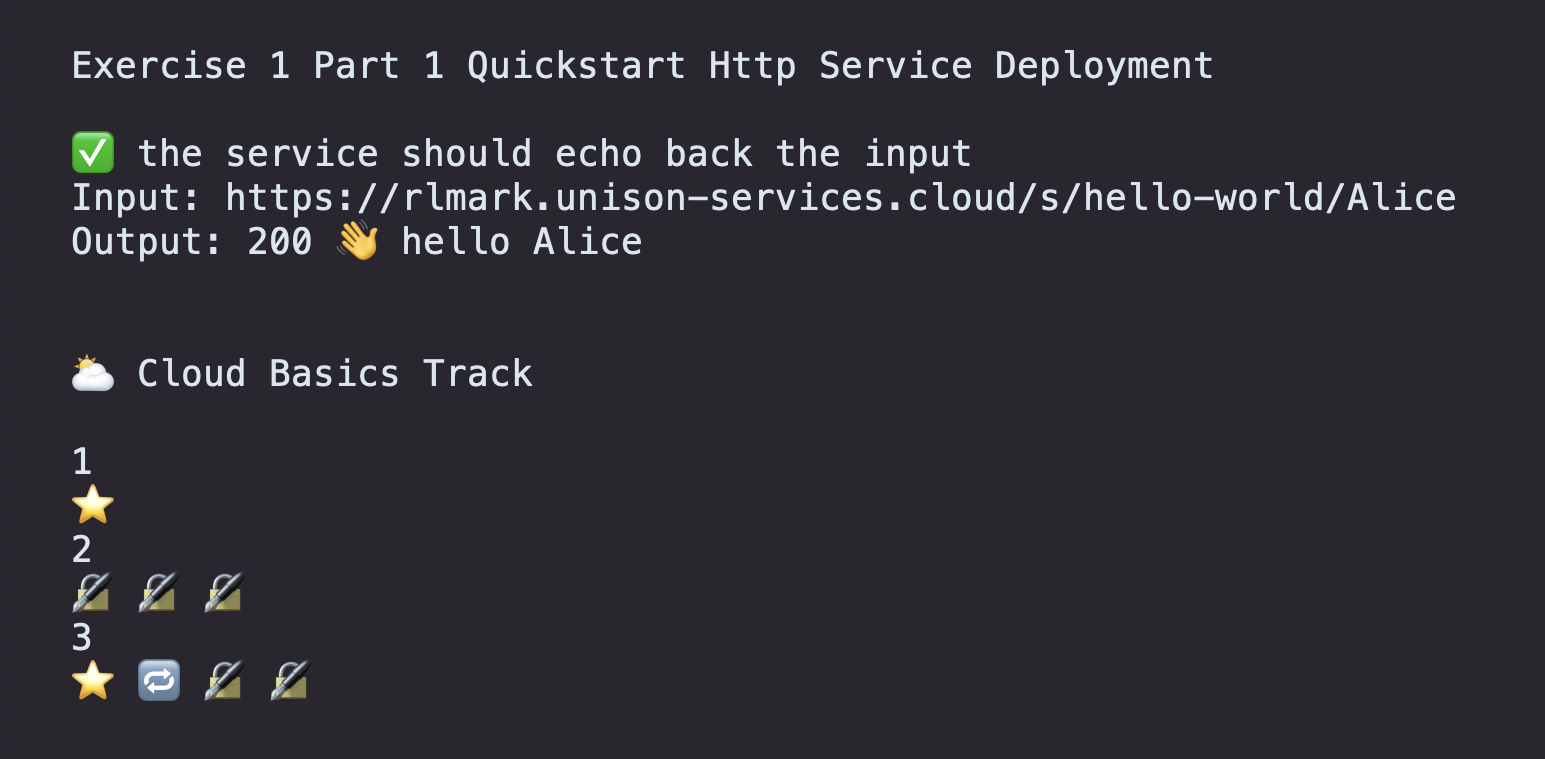 Exercise 1 Part 1 Quickstart Http Service Deployment
✅ the service should echo back the input
Input: https://rlmark.unison-services.cloud/s/hello-world/Alice
Output: 200 👋 hello Alice
🌥 Cloud Basics Track
1
⭐
2
🔏 🔏 🔏
3
⭐ 🔁 🔏 🔏